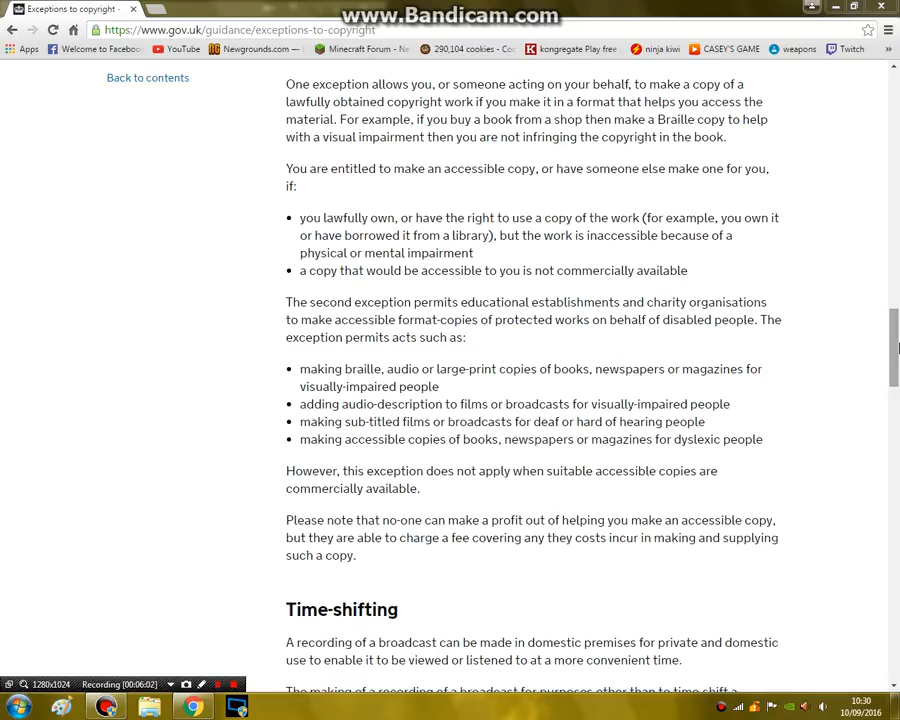 www.Bandicam.com
Exceptions to copyright -
https://www.gov.uk/guidance/exceptions-to-copyright
Apps Welcome to Facebook YouTube Newgrounds.com — Minecraft Forum - Ne 290,104 cookies - Coo kongregate Play free ninja kiwi CASEY'S GAME weapons Twitch »
Back to contents
One exception allows you, or someone acting on your behalf, to make a copy of a
lawfully obtained copyright work if you make it in a format that helps you access the
material. For example, if you buy a book from a shop then make a Braille copy to help
with a visual impairment then you are not infringing the copyright in the book.
You are entitled to make an accessible copy, or have someone else make one for you,
if:
• you lawfully own, or have the right to use a copy of the work (for example, you own it
or have borrowed it from a library), but the work is inaccessible because of a
physical or mental impairment
• a copy that would be accessible to you is not commercially available
The second exception permits educational establishments and charity organisations
to make accessible format-copies of protected works on behalf of disabled people. The
exception permits acts such as:
• making braille, audio or large-print copies of books, newspapers or magazines for
visually-impaired people
• adding audio-description to films or broadcasts for visually-impaired people
• making sub-titled films or broadcasts for deaf or hard of hearing people
• making accessible copies of books, newspapers or magazines for dyslexic people
However, this exception does not apply when suitable accessible copies are
commercially available.
Please note that no-one can make a profit out of helping you make an accessible copy,
but they are able to charge a fee covering any they costs incur in making and supplying
such a copy.
Time-shifting
A recording of a broadcast can be made in domestic premises for private and domestic
use to enable it to be viewed or listened to at a more convenient time.
The making of a recording of a broadcast for purposes other than to time-shift a
1280x1024 Recording [00:06:02]
10:30
10/09/2016